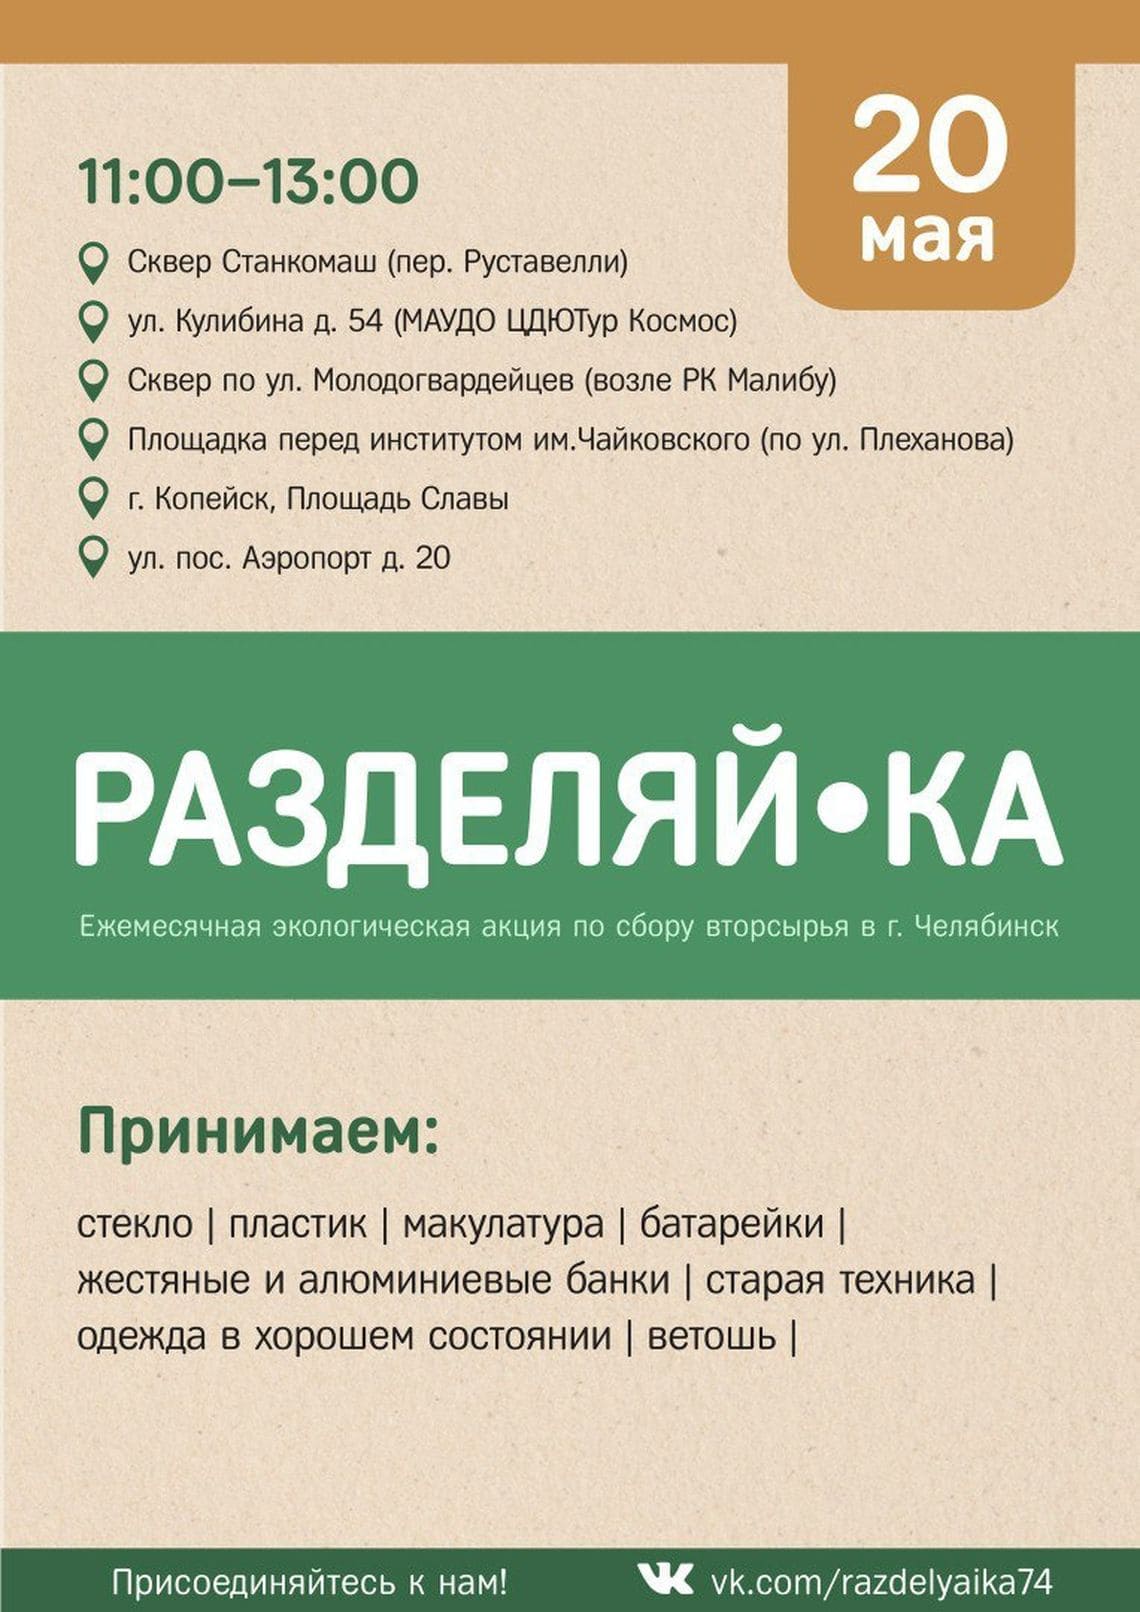 20
мая
11:00–13:00
Сквер Станкомаш (пер. Руставелли)
ул. Кулибина д. 54 (МАУДО ЦДЮТур Космос)
Сквер по ул. Молодогвардейцев (возле РК Малибу)
Площадка перед институтом им.Чайковского (по ул. Плеханова)
г. Копейск, Площадь Славы
ул. пос. Аэропорт д. 20
РАЗДЕЛЯЙ•КА
Ежемесячная экологическая акция по сбору вторсырья в г. Челябинск
Принимаем:
стекло | пластик | макулатура | батарейки |
жестяные и алюминиевые банки | старая техника |
одежда в хорошем состоянии | ветошь |
Присоединяйтесь к нам! vk.com/razdelyaika74